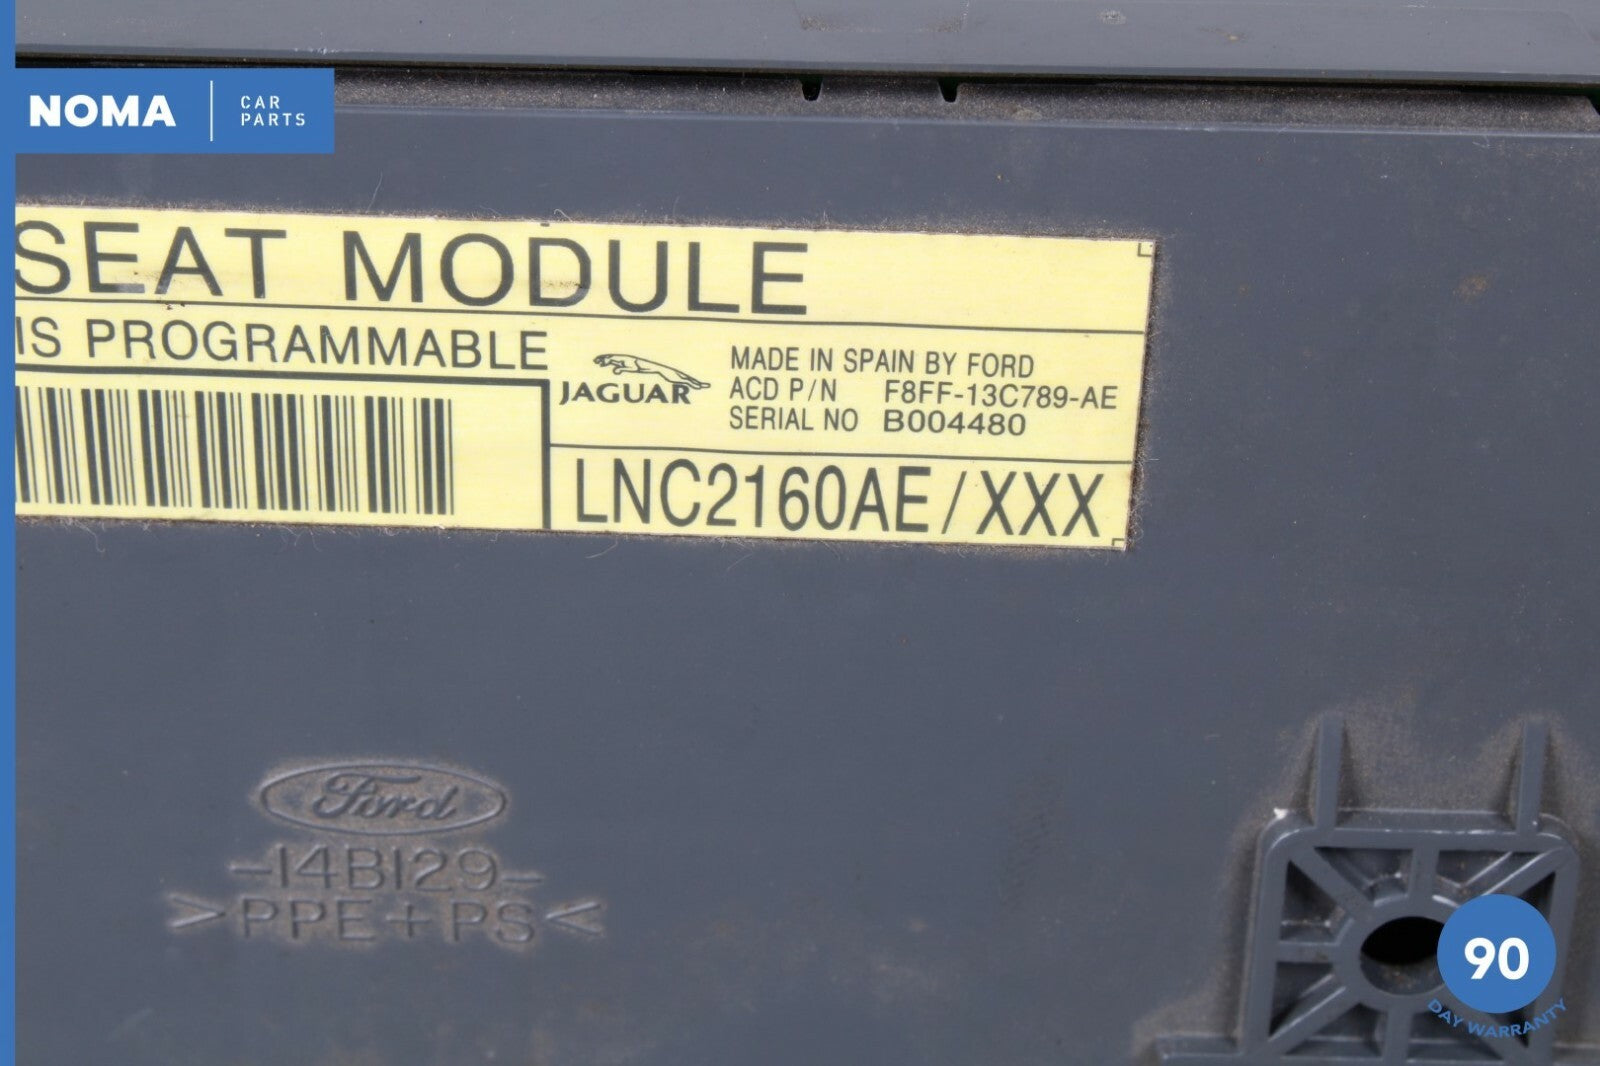 NOMA
CAR
PARTS
SEAT MODULE
IS PROGRAMMABLE
JAGUAR
MADE IN SPAIN BY FORD
ACD P/N F8FF-13C789-AE
SERIAL NO B004480
LNC2160AE/XXX
Ford
-14B129-
>PPE+PS<
90
DAY WARRANTY